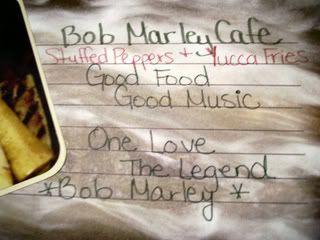 Bob Marley Cafe
Stuffed Peppers + Yucca Fries
Good Food
Good Music
One Love
The Legend
*Bob Marley *